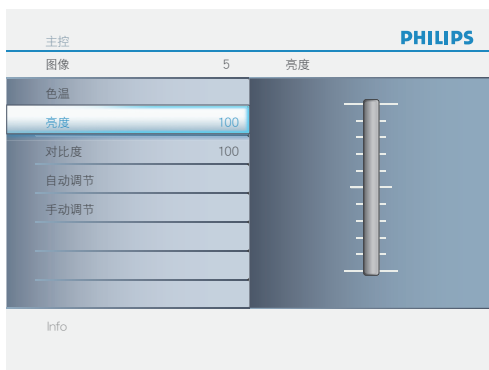 主控 PHILIPS
图像 5 亮度
色温
亮度 100
对比度 100
自动调节
手动调节
Info